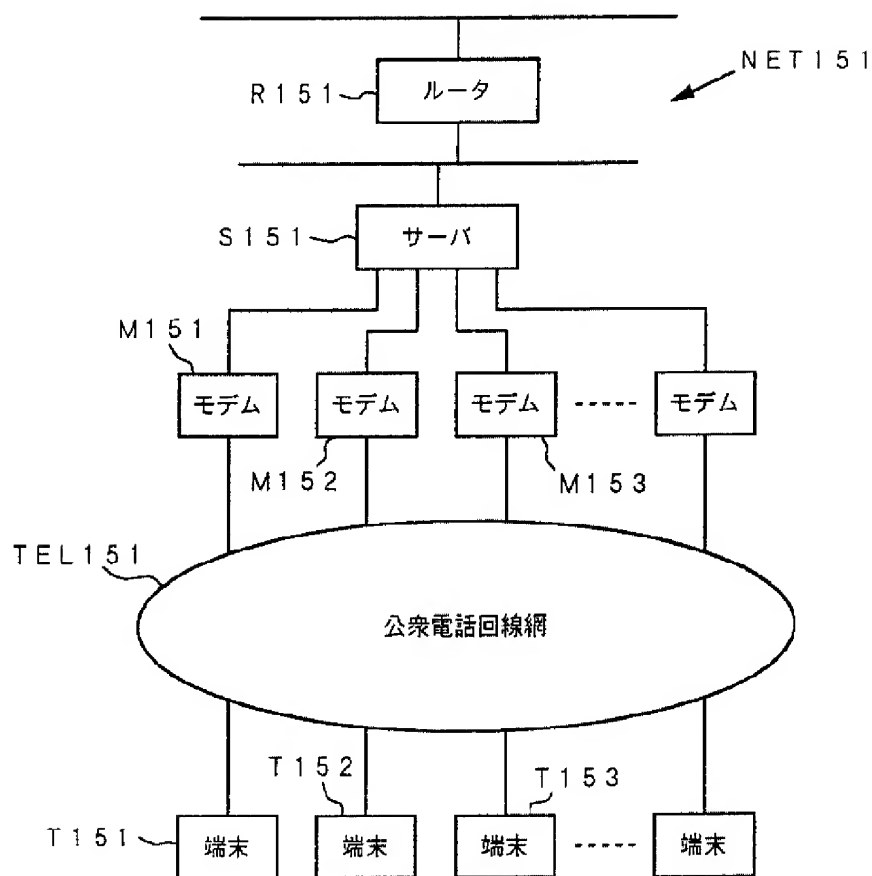 NET151
R151
ルータ
S151
サーバ
M151
モデム
モデム
モデム
モデム
M152
M153
TEL151
公衆電話回線網
T152
T153
T151
端末
端末
端末
端末